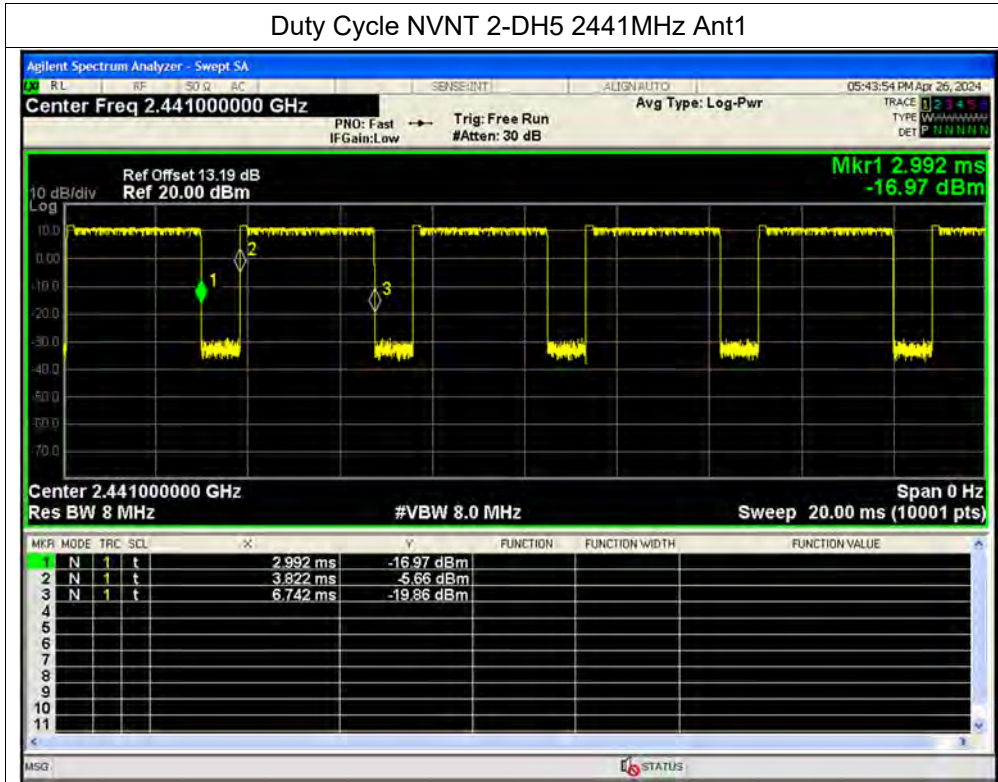 Duty Cycle NVNT 2-DH5 2441MHz Ant1
Agilent Spectrum Analyzer - Swept SA
LXI RL RF 50 Ω AC SENSE:INT ALIGNAUTO 05:43:54 PM Apr 26, 2024
Center Freq 2.441000000 GHz Avg Type: Log-Pwr TRACE 1 2 3 4 5 6
PNO: Fast Trig: Free Run TYPE W
IFGain:Low #Atten: 30 dB DET P N N N N N
Mkr1 2.992 ms
Ref Offset 13.19 dB
10 dB/div Ref 20.00 dBm -16.97 dBm
Log
10.0
0.00
-10.0
-20.0
-30.0
-40.0
-50.0
-60.0
-70.0
1
2
3
Center 2.441000000 GHz Span 0 Hz
Res BW 8 MHz #VBW 8.0 MHz Sweep 20.00 ms (10001 pts)
MKR MODE TRC SCL X Y FUNCTION FUNCTION WIDTH FUNCTION VALUE
1 N 1 t 2.992 ms -16.97 dBm
2 N 1 t 3.822 ms -5.66 dBm
3 N 1 t 6.742 ms -19.86 dBm
4
5
6
7
8
9
10
11
MSG STATUS